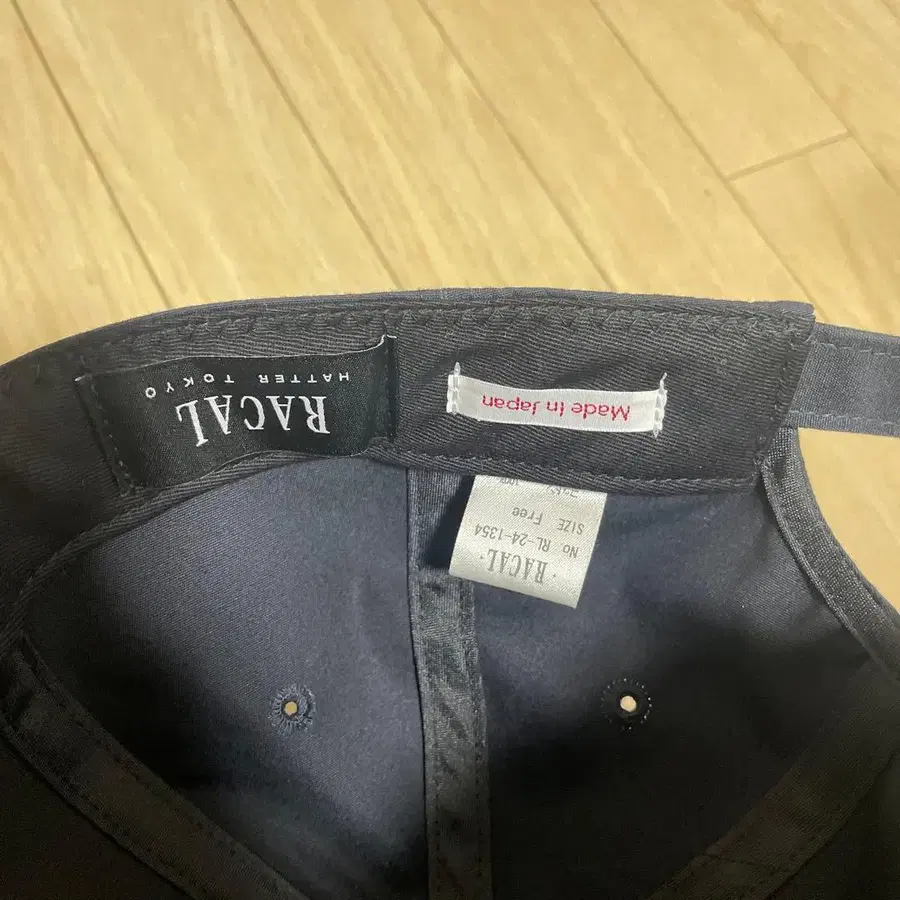 RACAL
HATTER TOKYO
Made in Japan
·RACAL·
No RL-24-1354
SIZE Free